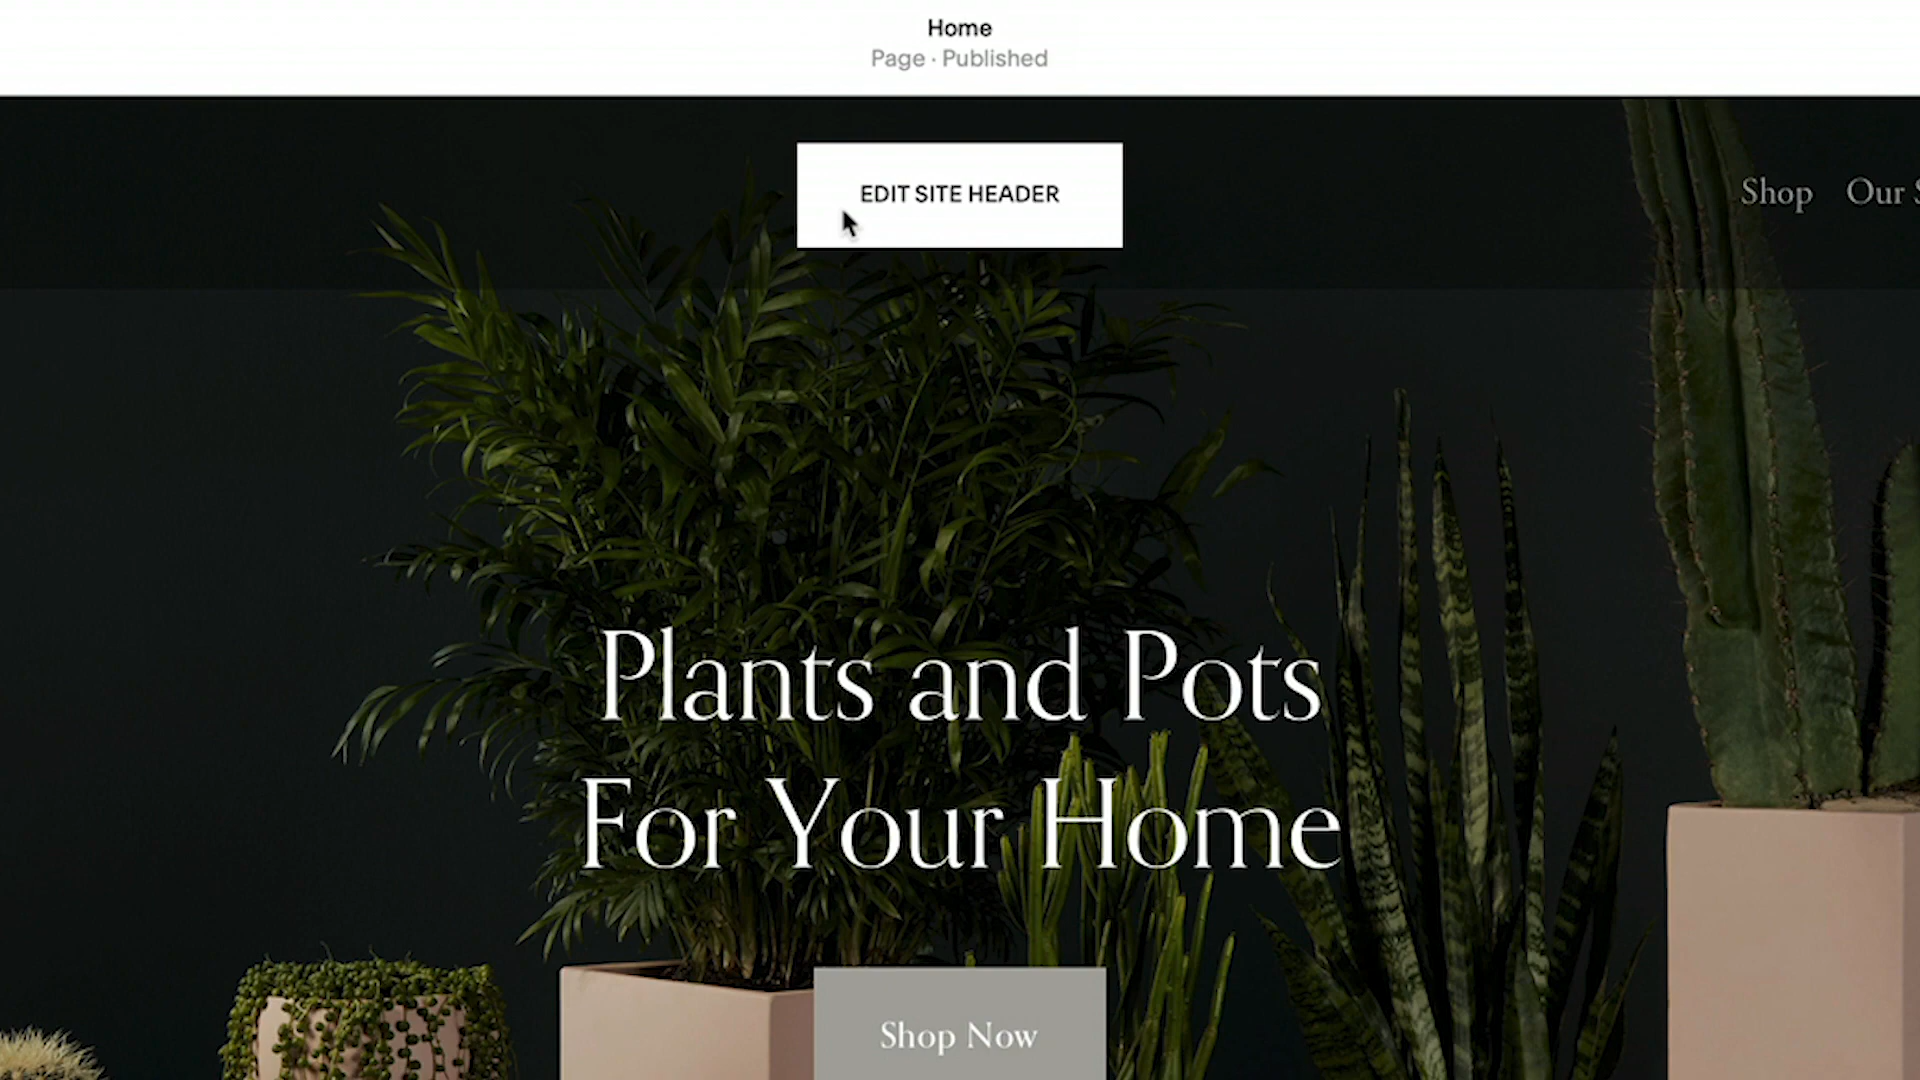 Home
Page · Published
EDIT SITE HEADER
Shop Our
Plants and Pots
For Your Home
Shop Now